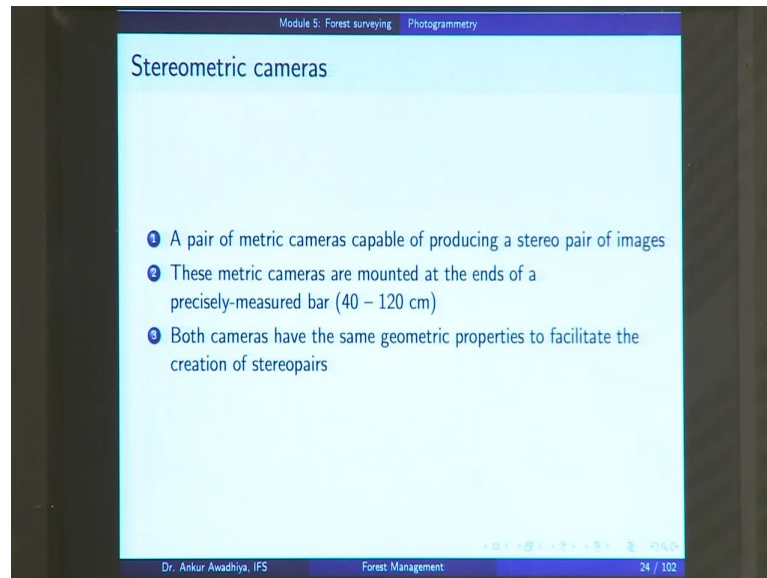 Module 5: Forest surveying Photogrammetry
Stereometric cameras
1 A pair of metric cameras capable of producing a stereo pair of images
2 These metric cameras are mounted at the ends of a
precisely-measured bar (40 – 120 cm)
3 Both cameras have the same geometric properties to facilitate the
creation of stereopairs
Dr. Ankur Awadhiya, IFS Forest Management 24 / 102